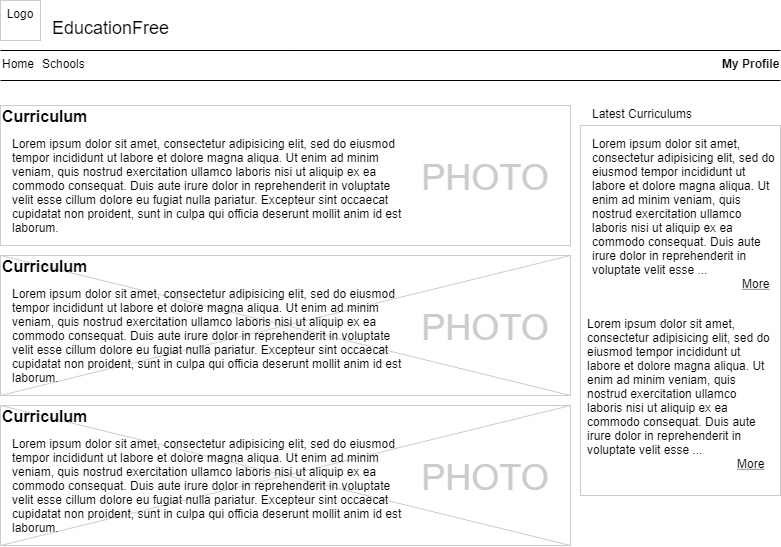 Logo
EducationFree
Home Schools My Profile
Curriculum
Lorem ipsum dolor sit amet, consectetur adipisicing elit, sed do eiusmod
tempor incididunt ut labore et dolore magna aliqua. Ut enim ad minim
veniam, quis nostrud exercitation ullamco laboris nisi ut aliquip ex ea
commodo consequat. Duis aute irure dolor in reprehenderit in voluptate
velit esse cillum dolore eu fugiat nulla pariatur. Excepteur sint occaecat
cupidatat non proident, sunt in culpa qui officia deserunt mollit anim id est
laborum.
PHOTO
Curriculum
Lorem ipsum dolor sit amet, consectetur adipisicing elit, sed do eiusmod
tempor incididunt ut labore et dolore magna aliqua. Ut enim ad minim
veniam, quis nostrud exercitation ullamco laboris nisi ut aliquip ex ea
commodo consequat. Duis aute irure dolor in reprehenderit in voluptate
velit esse cillum dolore eu fugiat nulla pariatur. Excepteur sint occaecat
cupidatat non proident, sunt in culpa qui officia deserunt mollit anim id est
laborum.
PHOTO
Curriculum
Lorem ipsum dolor sit amet, consectetur adipisicing elit, sed do eiusmod
tempor incididunt ut labore et dolore magna aliqua. Ut enim ad minim
veniam, quis nostrud exercitation ullamco laboris nisi ut aliquip ex ea
commodo consequat. Duis aute irure dolor in reprehenderit in voluptate
velit esse cillum dolore eu fugiat nulla pariatur. Excepteur sint occaecat
cupidatat non proident, sunt in culpa qui officia deserunt mollit anim id est
laborum.
PHOTO
Latest Curriculums
Lorem ipsum dolor sit amet,
consectetur adipisicing elit, sed do
eiusmod tempor incididunt ut
labore et dolore magna aliqua. Ut
enim ad minim veniam, quis
nostrud exercitation ullamco
laboris nisi ut aliquip ex ea
commodo consequat. Duis aute
irure dolor in reprehenderit in
voluptate velit esse ...
More
Lorem ipsum dolor sit amet,
consectetur adipisicing elit, sed do
eiusmod tempor incididunt ut
labore et dolore magna aliqua. Ut
enim ad minim veniam, quis
nostrud exercitation ullamco
laboris nisi ut aliquip ex ea
commodo consequat. Duis aute
irure dolor in reprehenderit in
voluptate velit esse ...
More